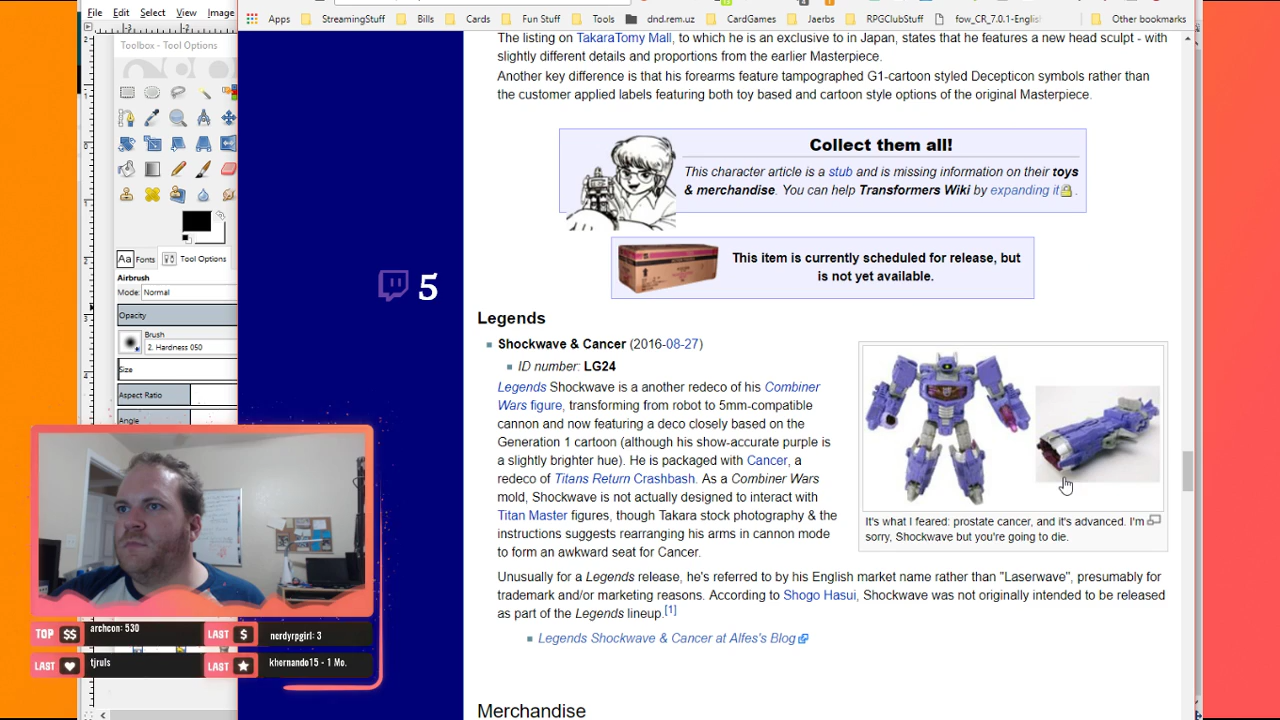 File Edit Select View Image
Apps StreamingStuff Bills Cards Fun Stuff Tools dnd.rem.uz CardGames Jaerbs RPGClubStuff fow_CR_7.0.1-English Other bookmarks
Toolbox - Tool Options
The listing on TakaraTomy Mall, to which he is an exclusive to in Japan, states that he features a new head sculpt - with
slightly different details and proportions from the earlier Masterpiece.
Another key difference is that his forearms feature tampographed G1-cartoon styled Decepticon symbols rather than
the customer applied labels featuring both toy based and cartoon style options of the original Masterpiece.
Collect them all!
This character article is a stub and is missing information on their toys
& merchandise. You can help Transformers Wiki by expanding it .
This item is currently scheduled for release, but
is not yet available.
Aa Fonts Tool Options
Airbrush
Mode: Normal
Opacity
Brush
2. Hardness 050
Size
Aspect Ratio
Angle
5
Legends
Shockwave & Cancer (2016-08-27)
ID number: LG24
Legends Shockwave is a another redeco of his Combiner
Wars figure, transforming from robot to 5mm-compatible
cannon and now featuring a deco closely based on the
Generation 1 cartoon (although his show-accurate purple is
a slightly brighter hue). He is packaged with Cancer, a
redeco of Titans Return Crashbash. As a Combiner Wars
mold, Shockwave is not actually designed to interact with
Titan Master figures, though Takara stock photography & the
instructions suggests rearranging his arms in cannon mode
to form an awkward seat for Cancer.
It's what I feared: prostate cancer, and it's advanced. I'm
sorry, Shockwave but you're going to die.
Unusually for a Legends release, he's referred to by his English market name rather than "Laserwave", presumably for
trademark and/or marketing reasons. According to Shogo Hasui, Shockwave was not originally intended to be released
as part of the Legends lineup.[1]
Legends Shockwave & Cancer at Alfes's Blog
Merchandise
TOP $$ archcon: 530 LAST $ nerdyrpgirl: 3
LAST tjruls LAST khernando15 - 1 Mo.